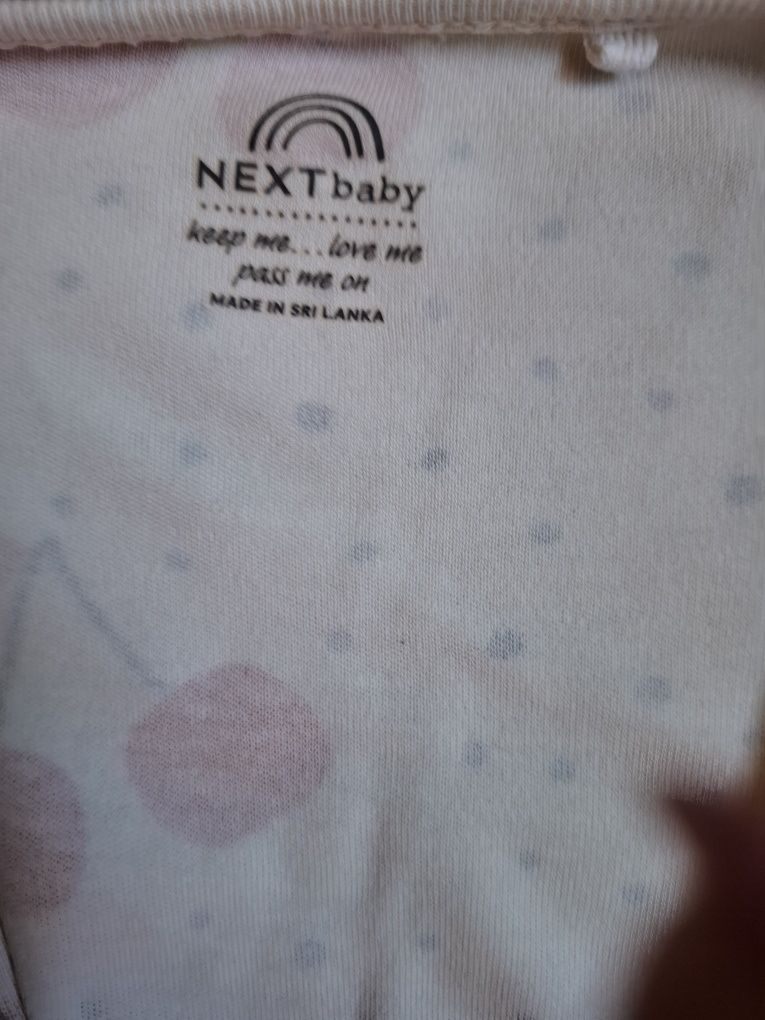 NEXTbaby
keep me...love me
pass me on
MADE IN SRI LANKA